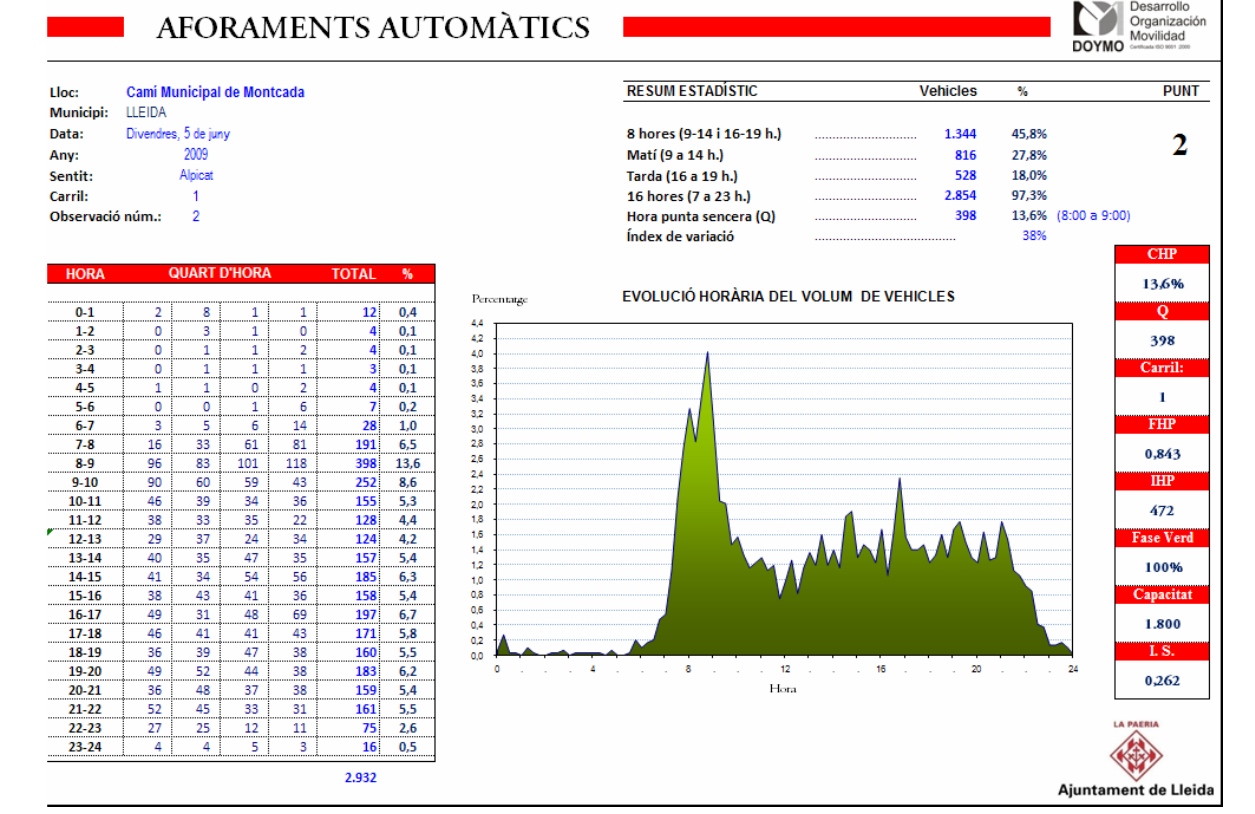 AFORAMENTS AUTOMÀTICS
Desarrollo
Organización
Movilidad
DOYMO
Lloc: Camí Municipal de Montcada
Municipi: LLEIDA
Data: Divendres, 5 de juny
Any: 2009
Sentit: Alpicat
Carril: 1
Observació núm.: 2
RESUM ESTADÍSTIC Vehicles % PUNT
8 hores (9-14 i 16-19 h.) 1.344 45,8%
2
Matí (9 a 14 h.) 816 27,8%
Tarda (16 a 19 h.) 528 18,0%
16 hores (7 a 23 h.) 2.854 97,3%
Hora punta sencera (Q) 398 13,6% (8:00 a 9:00)
Índex de variació 38%
HORA QUART D'HORA TOTAL %
0-1 2 8 1 1 12 0,4
1-2 0 3 1 0 4 0,1
2-3 0 1 1 2 4 0,1
3-4 0 1 1 1 3 0,1
4-5 1 1 0 2 4 0,1
5-6 0 0 1 6 7 0,2
6-7 3 5 6 14 28 1,0
7-8 16 33 61 81 191 6,5
8-9 96 83 101 118 398 13,6
9-10 90 60 59 43 252 8,6
10-11 46 39 34 36 155 5,3
11-12 38 33 35 22 128 4,4
12-13 29 37 24 34 124 4,2
13-14 40 35 47 35 157 5,4
14-15 41 34 54 56 185 6,3
15-16 38 43 41 36 158 5,4
16-17 49 31 48 69 197 6,7
17-18 46 41 41 43 171 5,8
18-19 36 39 47 38 160 5,5
19-20 49 52 44 38 183 6,2
20-21 36 48 37 38 159 5,4
21-22 52 45 33 31 161 5,5
22-23 27 25 12 11 75 2,6
23-24 4 4 5 3 16 0,5
2.932
Percentatge
EVOLUCIÓ HORÀRIA DEL VOLUM DE VEHICLES
4,4
4,2
4,0
3,8
3,6
3,4
3,2
3,0
2,8
2,6
2,4
2,2
2,0
1,8
1,6
1,4
1,2
1,0
0,8
0,6
0,4
0,2
0,0
0 4 8 12 16 20 24
Hora
CHP
13,6%
Q
398
Carril:
1
FHP
0,843
IHP
472
Fase Verd
100%
Capacitat
1.800
I. S.
0,262
LA PAERIA
Ajuntament de Lleida